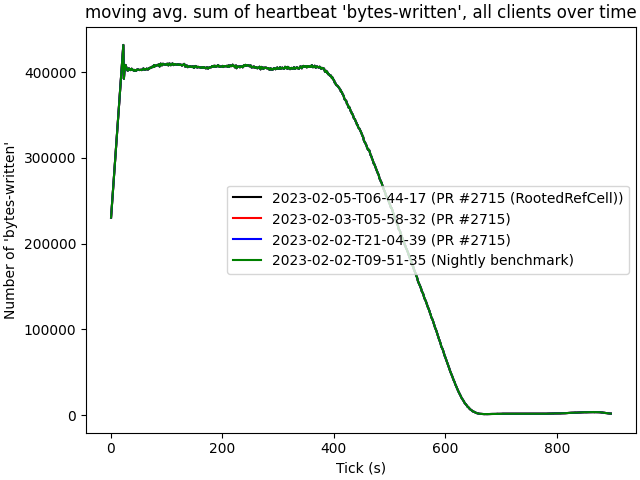 moving avg. sum of heartbeat 'bytes-written', all clients over time
Number of 'bytes-written'
400000
300000
200000
100000
0
2023-02-05-T06-44-17 (PR #2715 (RootedRefCell))
2023-02-03-T05-58-32 (PR #2715)
2023-02-02-T21-04-39 (PR #2715)
2023-02-02-T09-51-35 (Nightly benchmark)
0 200 400 600 800
Tick (s)